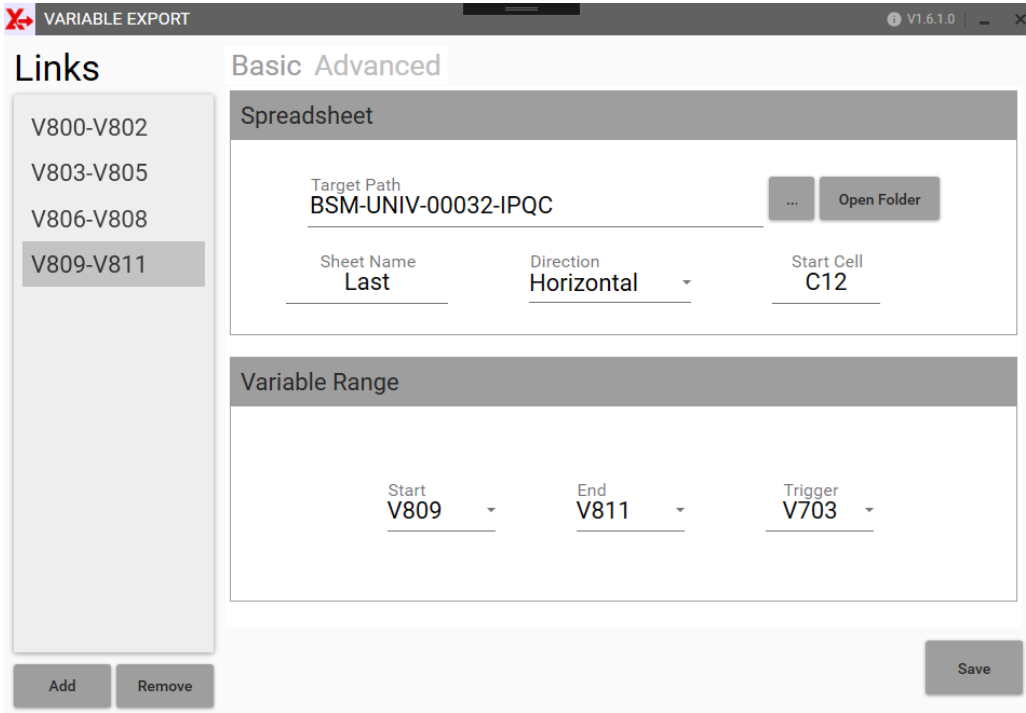 VARIABLE EXPORT
V1.6.1.0
Links
Basic Advanced
V800-V802
V803-V805
V806-V808
V809-V811
Spreadsheet
Target Path
BSM-UNIV-00032-IPQC
...
Open Folder
Sheet Name
Last
Direction
Horizontal
Start Cell
C12
Variable Range
Start
V809
End
V811
Trigger
V703
Add
Remove
Save